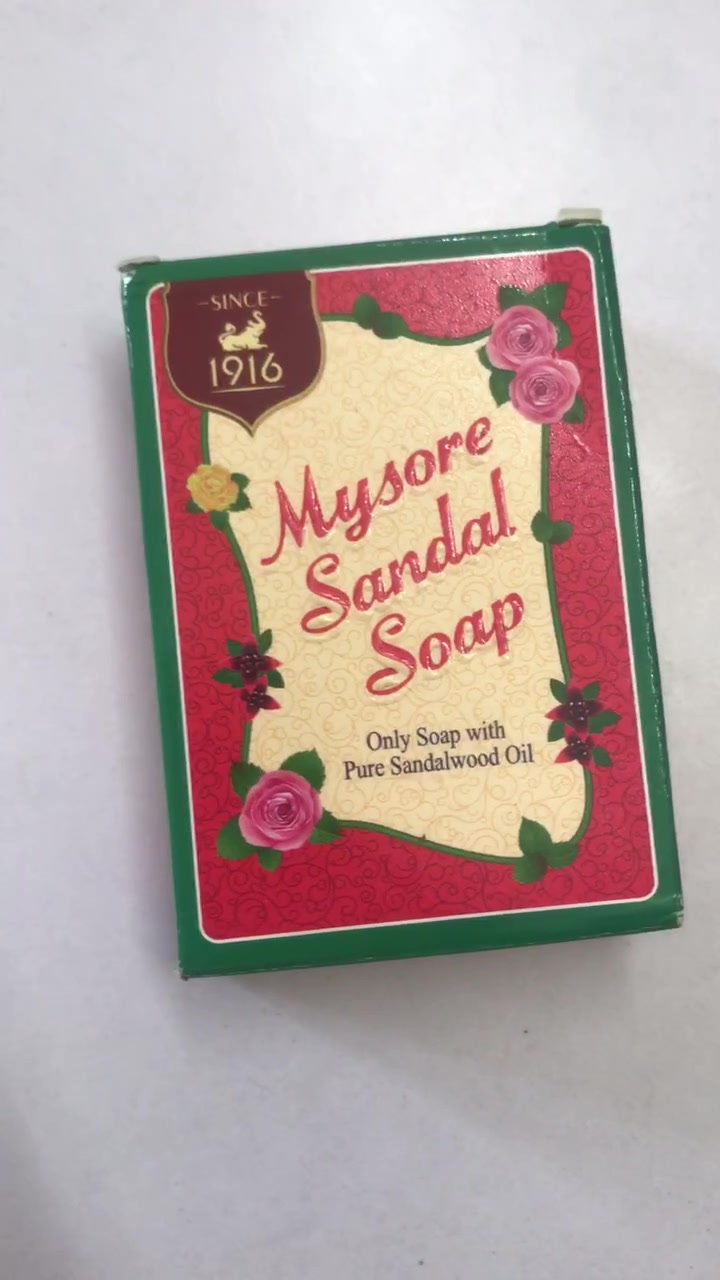 -SINCE-
1916
Mysore
Sandal
Soap
Only Soap with
Pure Sandalwood Oil